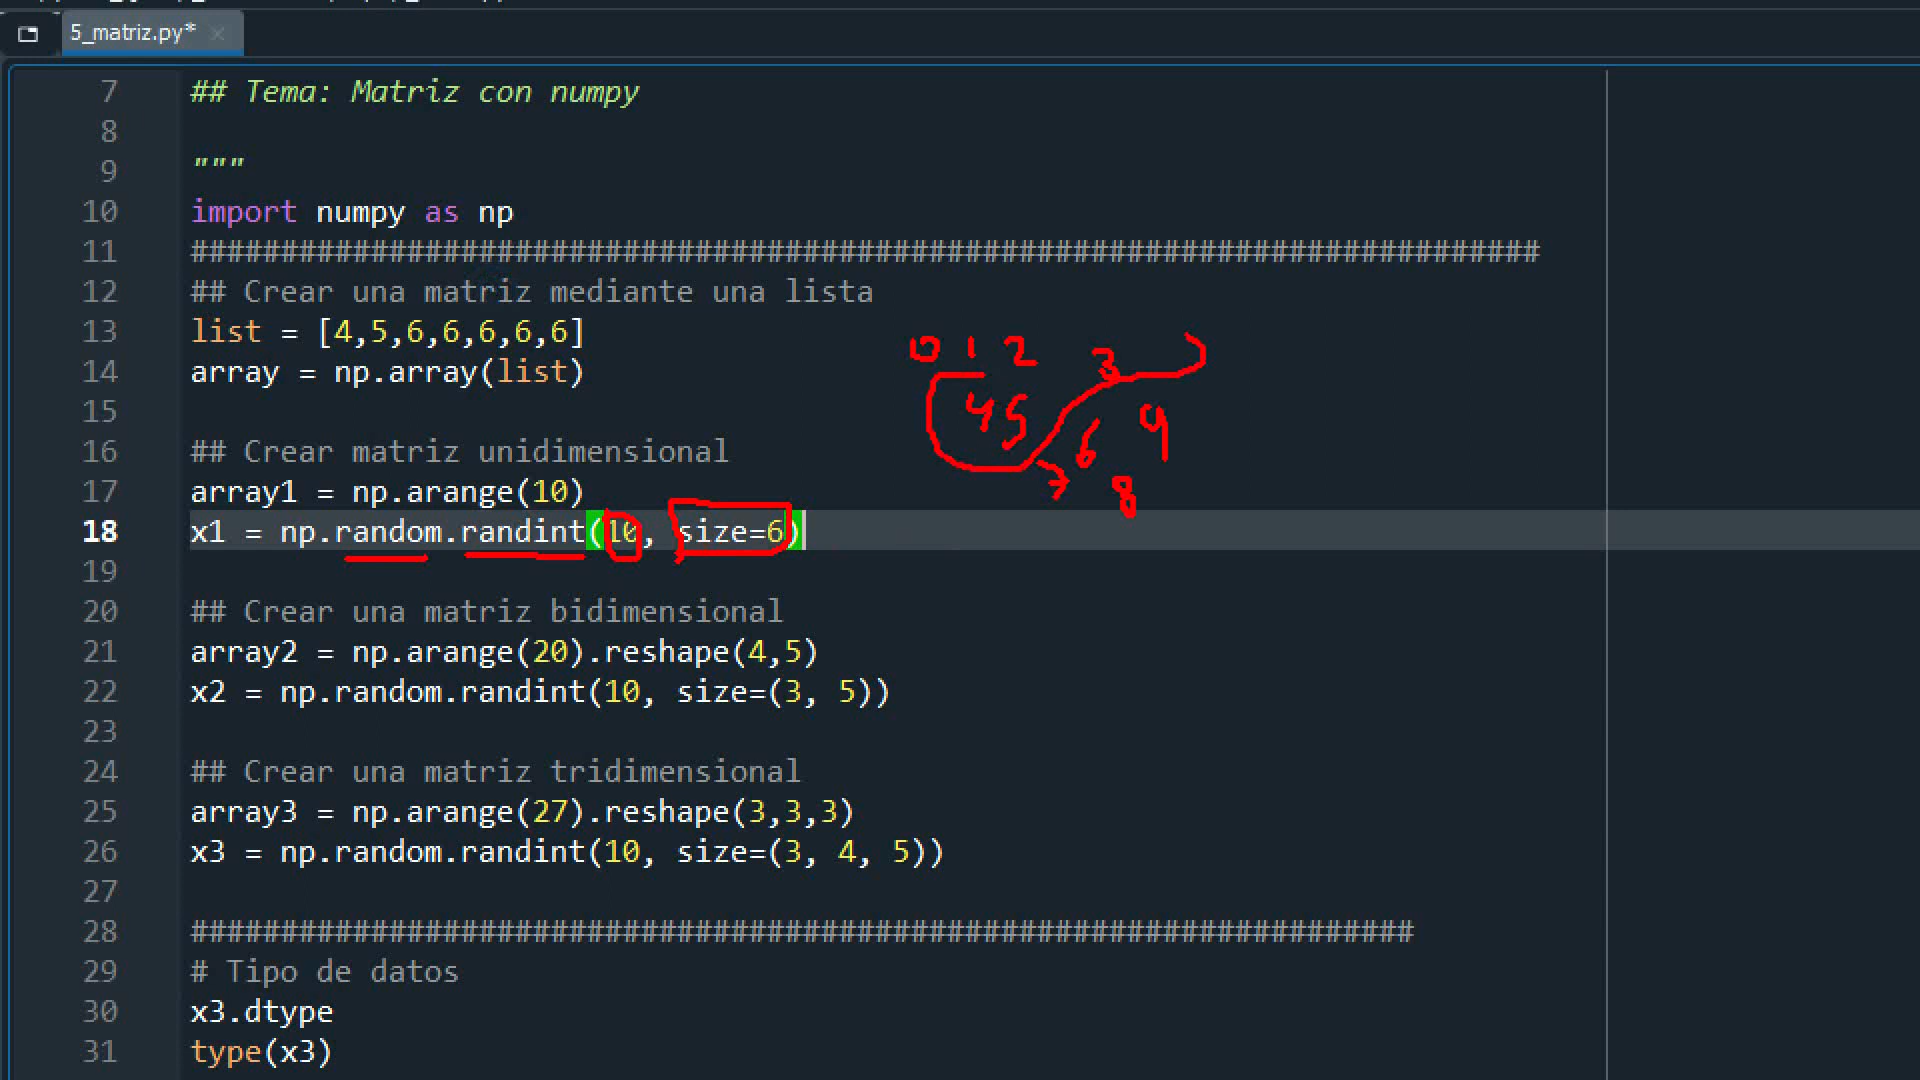 5_matriz.py*
7 ## Tema: Matriz con numpy
8
9 """
10 import numpy as np
11 ###########################################################################
12 ## Crear una matriz mediante una lista
13 list = [4,5,6,6,6,6,6]
0 1 2 3
14 array = np.array(list)
15
4 5 6 9
16 ## Crear matriz unidimensional
7 8
17 array1 = np.arange(10)
18 x1 = np.random.randint(10, size=6)
19
20 ## Crear una matriz bidimensional
21 array2 = np.arange(20).reshape(4,5)
22 x2 = np.random.randint(10, size=(3, 5))
23
24 ## Crear una matriz tridimensional
25 array3 = np.arange(27).reshape(3,3,3)
26 x3 = np.random.randint(10, size=(3, 4, 5))
27
28 ####################################################################
29 # Tipo de datos
30 x3.dtype
31 type(x3)